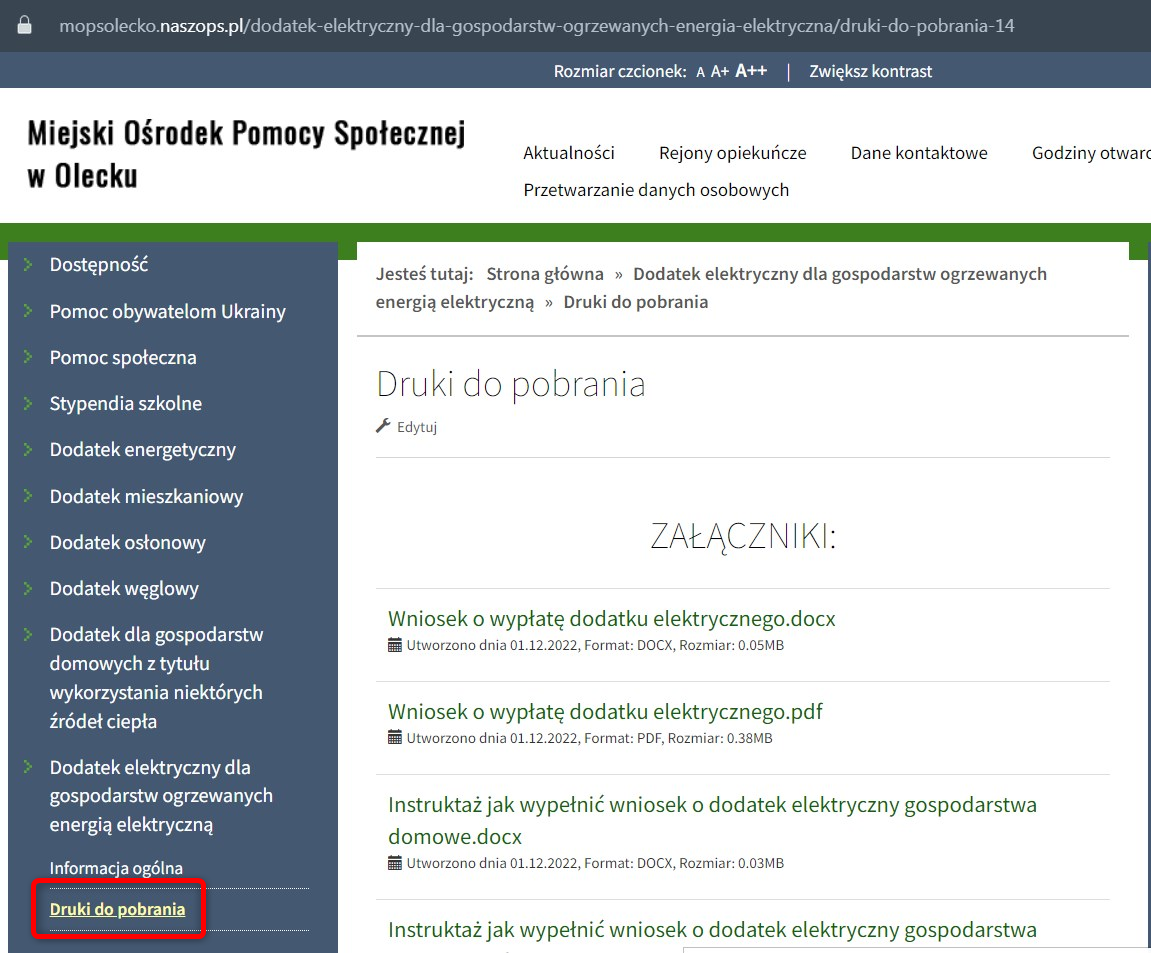 mopsolecko.naszops.pl/dodatek-elektryczny-dla-gospodarstw-ogrzewanych-energia-elektryczna/druki-do-pobrania-14
Rozmiar czcionek: A A+ A++ | Zwiększ kontrast
Miejski Ośrodek Pomocy Społecznej
w Olecku
Aktualności Rejony opiekuńcze Dane kontaktowe Godziny otwarc
Przetwarzanie danych osobowych
Dostępność
Pomoc obywatelom Ukrainy
Pomoc społeczna
Stypendia szkolne
Dodatek energetyczny
Dodatek mieszkaniowy
Dodatek osłonowy
Dodatek węglowy
Dodatek dla gospodarstw
domowych z tytułu
wykorzystania niektórych
źródeł ciepła
Dodatek elektryczny dla
gospodarstw ogrzewanych
energią elektryczną
Informacja ogólna
Druki do pobrania
Jesteś tutaj: Strona główna » Dodatek elektryczny dla gospodarstw ogrzewanych
energią elektryczną » Druki do pobrania
Druki do pobrania
Edytuj
ZAŁĄCZNIKI:
Wniosek o wypłatę dodatku elektrycznego.docx
Utworzono dnia 01.12.2022, Format: DOCX, Rozmiar: 0.05MB
Wniosek o wypłatę dodatku elektrycznego.pdf
Utworzono dnia 01.12.2022, Format: PDF, Rozmiar: 0.38MB
Instruktaż jak wypełnić wniosek o dodatek elektryczny gospodarstwa
domowe.docx
Utworzono dnia 01.12.2022, Format: DOCX, Rozmiar: 0.03MB
Instruktaż jak wypełnić wniosek o dodatek elektryczny gospodarstwa